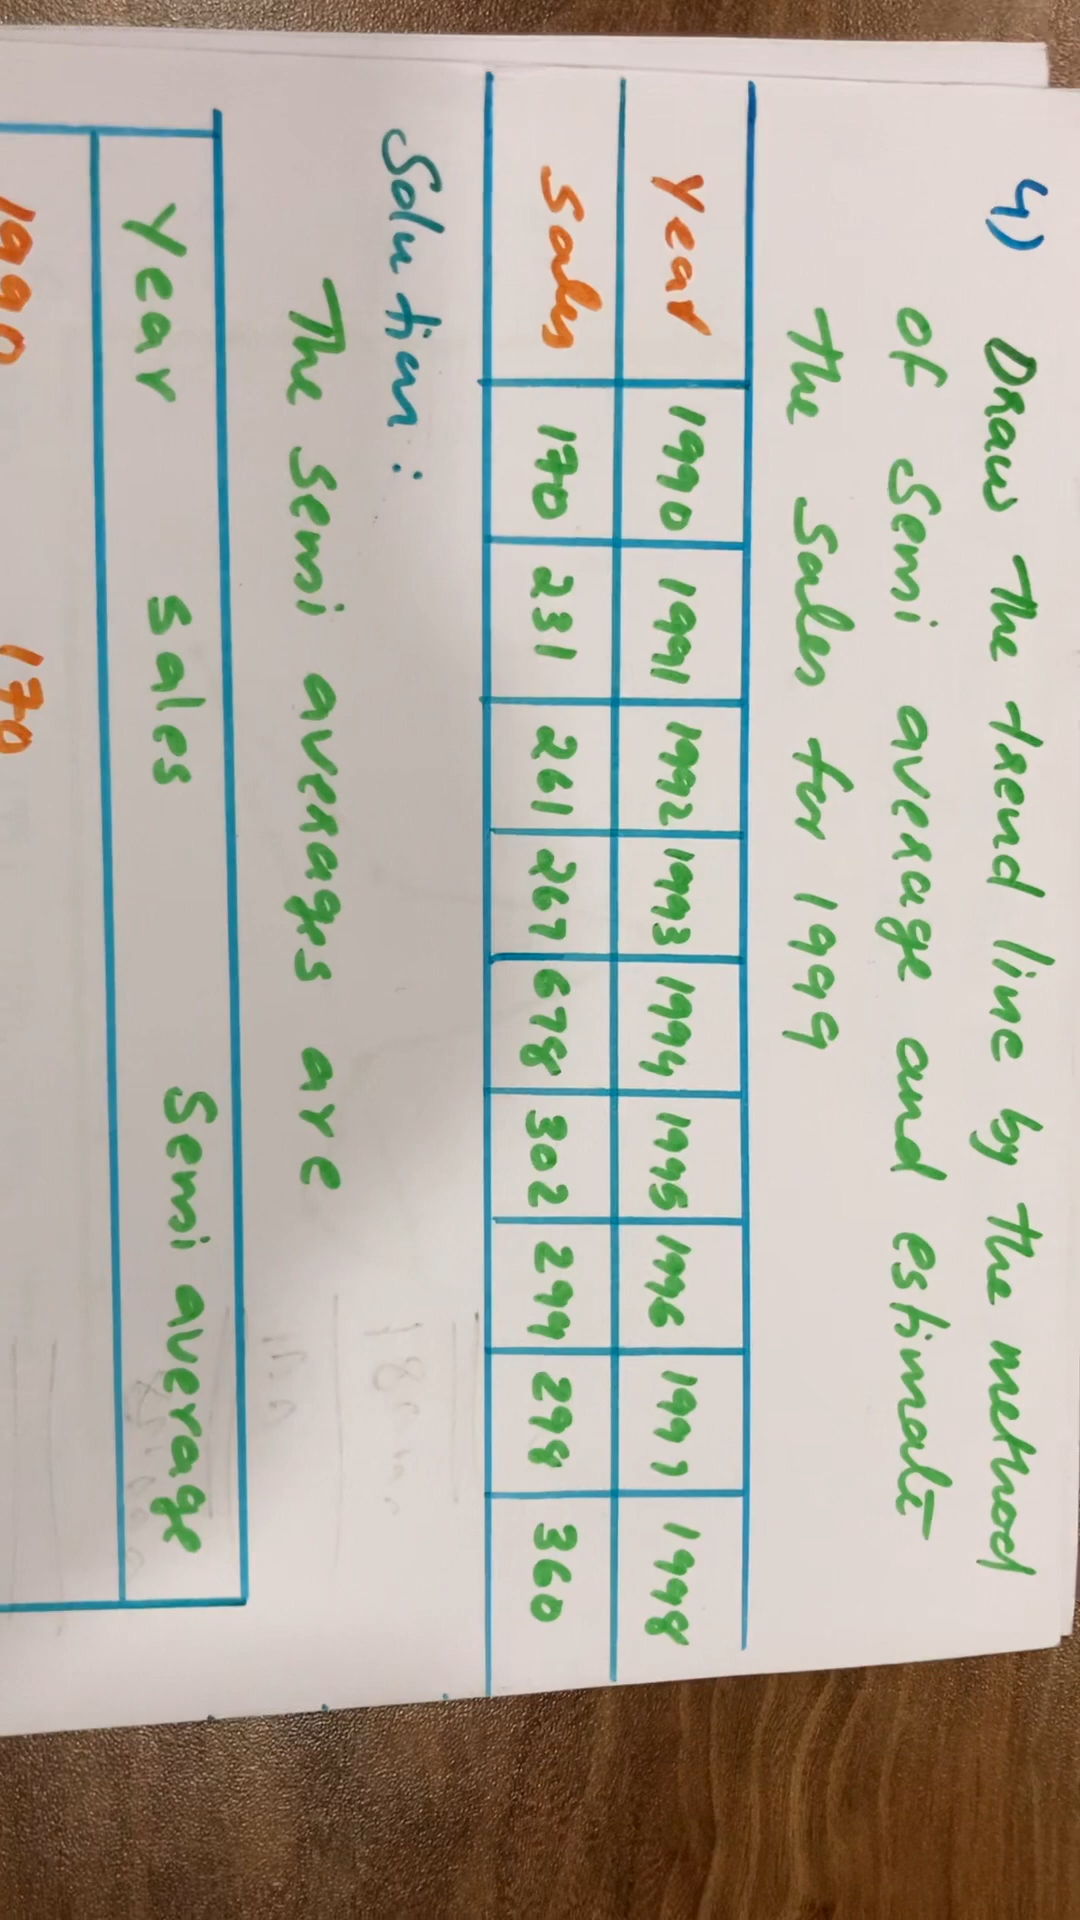 4) Draw the trend line by the method
of semi average and estimate
the sales for 1999
Year 1990 1991 1992 1993 1994 1995 1996 1997 1998
Sales 170 231 261 267 678 302 299 298 360
Solution:
The semi averages are
Year Sales Semi average
1990 170